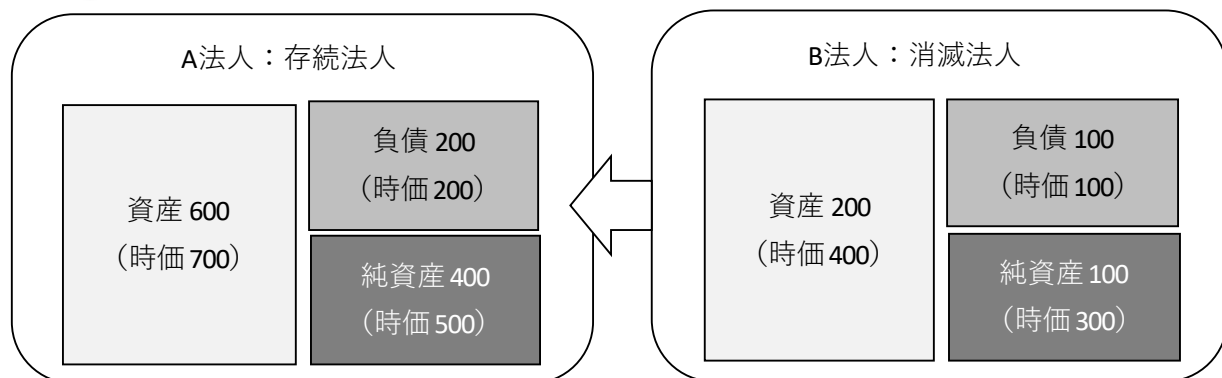 A法人：存続法人
資産 600
（時価 700）
負債 200
（時価 200）
純資産 400
（時価 500）
B法人：消滅法人
資産 200
（時価 400）
負債 100
（時価 100）
純資産 100
（時価 300）